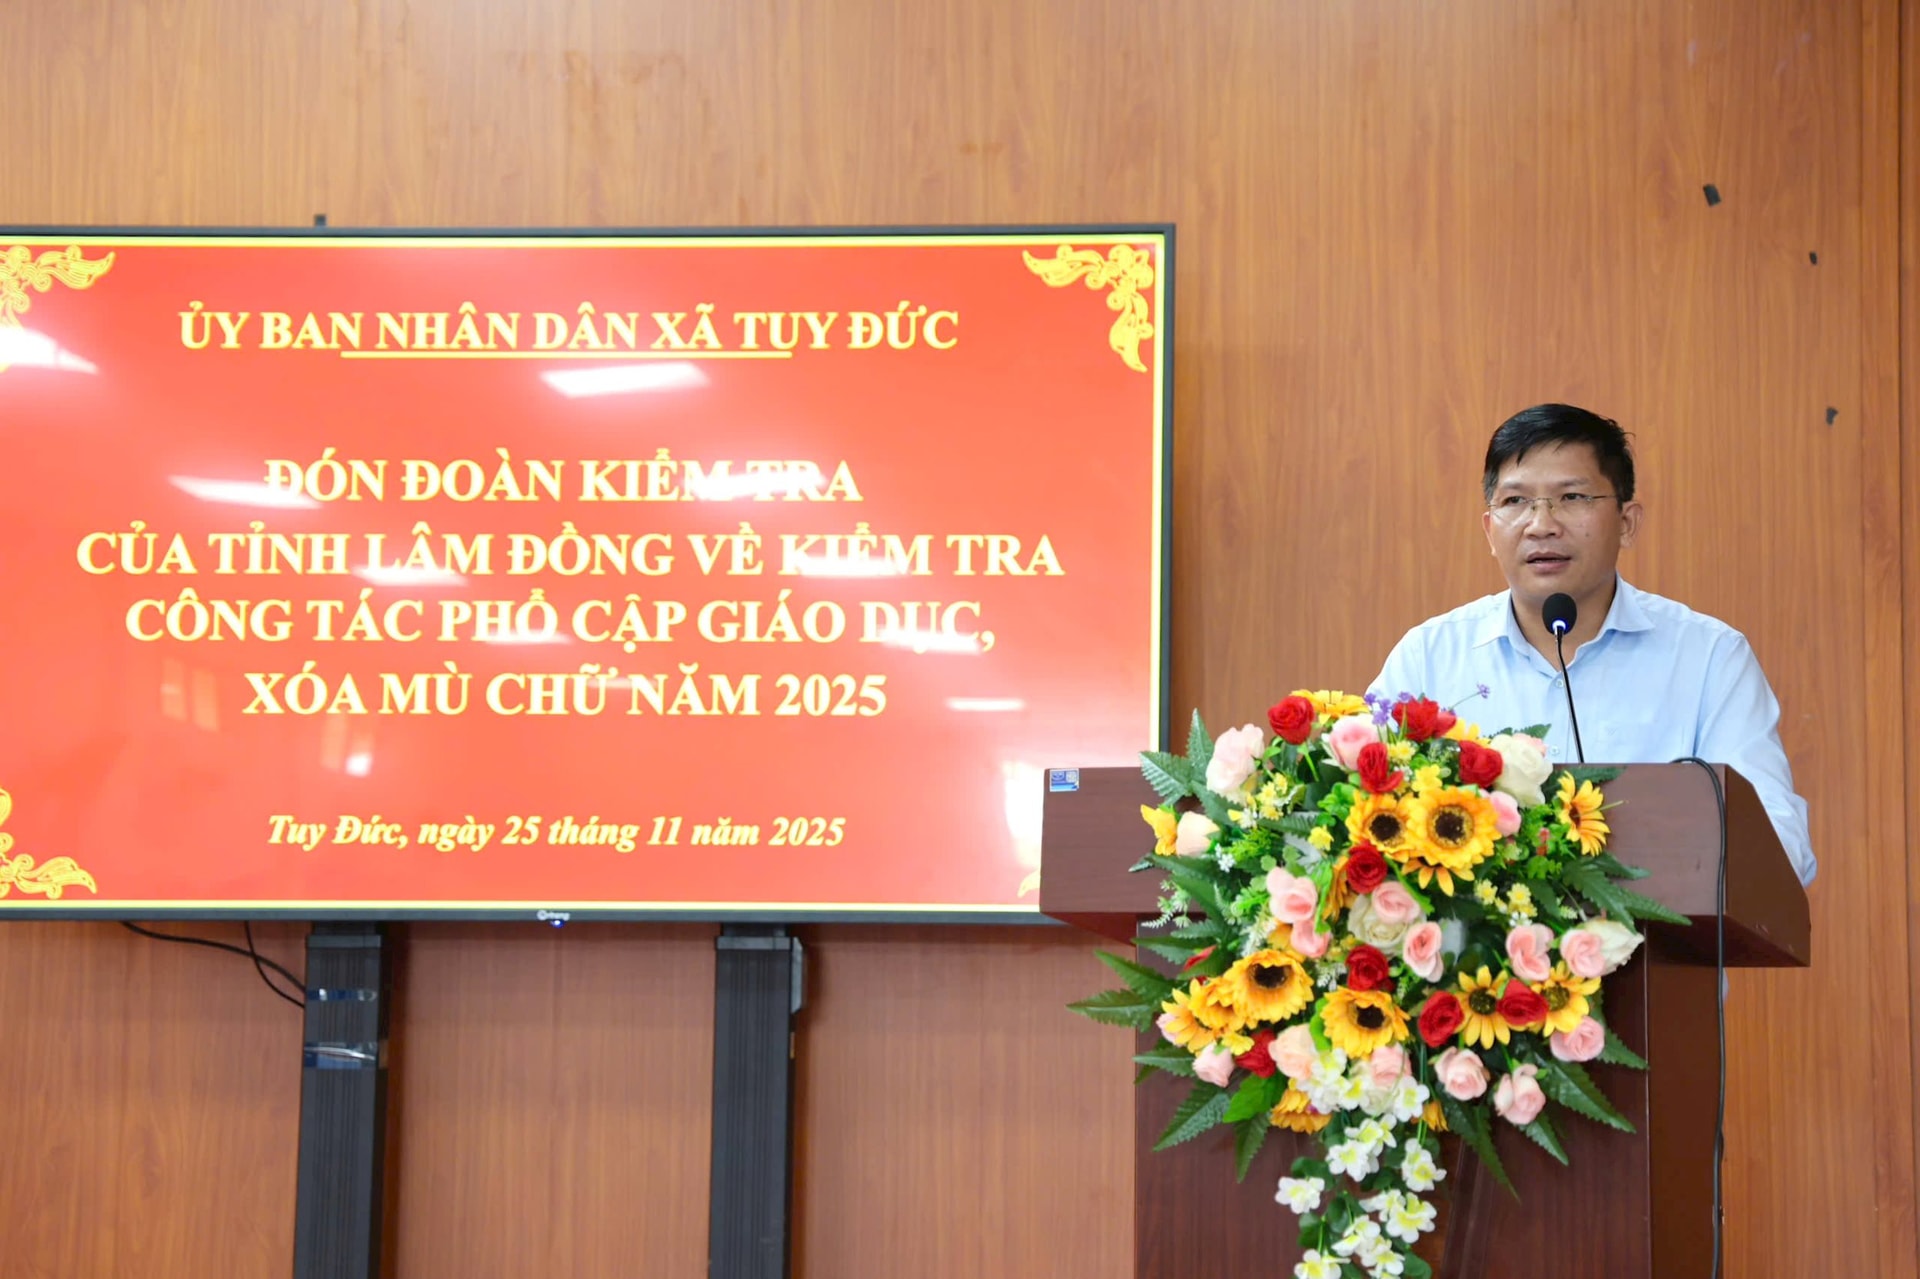 ỦY BAN NHÂN DÂN XÃ TUY ĐỨC
ĐÓN ĐOÀN KIỂM TRA
CỦA TỈNH LÂM ĐỒNG VỀ KIỂM TRA
CÔNG TÁC PHỔ CẬP GIÁO DỤC,
XÓA MÙ CHỮ NĂM 2025
Tuy Đức, ngày 25 tháng 11 năm 2025